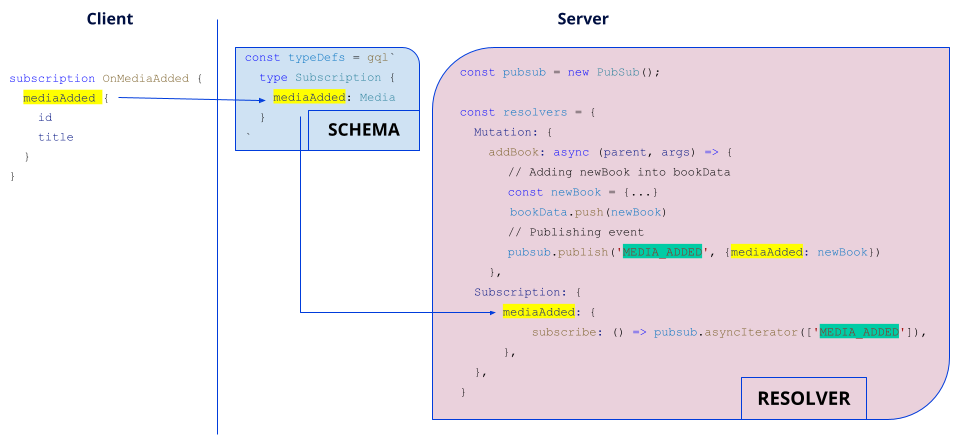 Client
subscription OnMediaAdded {
mediaAdded {
id
title
}
}
Server
const typeDefs = gql`
type Subscription {
mediaAdded: Media
}
`
SCHEMA
const pubsub = new PubSub();
const resolvers = {
Mutation: {
addBook: async (parent, args) => {
// Adding newBook into bookData
const newBook = {...}
bookData.push(newBook)
// Publishing event
pubsub.publish('MEDIA_ADDED', {mediaAdded: newBook})
},
Subscription: {
mediaAdded: {
subscribe: () => pubsub.asyncIterator(['MEDIA_ADDED']),
},
},
}
RESOLVER